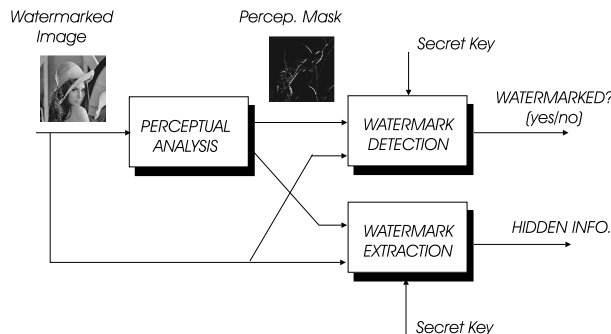 Watermarked
Image
Percep. Mask
Secret Key
PERCEPTUAL
ANALYSIS
WATERMARK
DETECTION
WATERMARKED?
(yes/no)
WATERMARK
EXTRACTION
HIDDEN INFO.
Secret Key